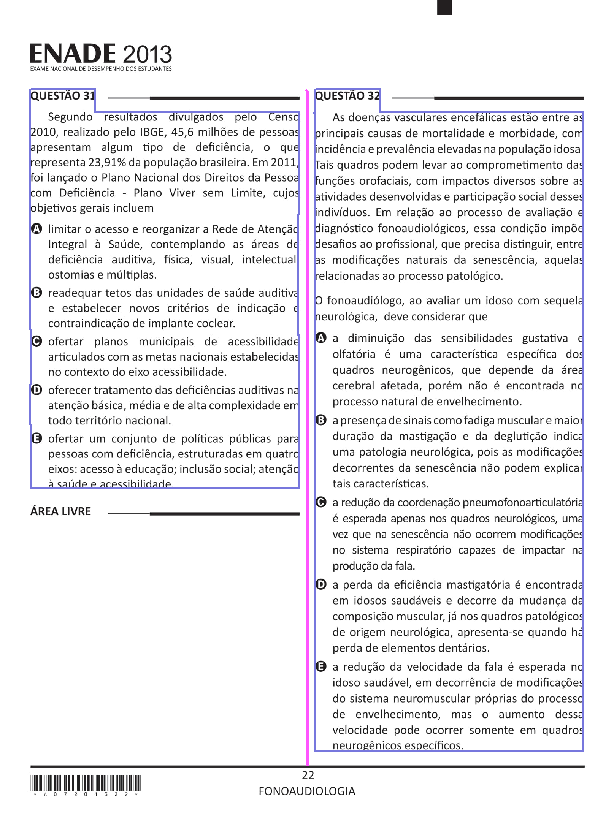 ENADE 2013
EXAME NACIONAL DE DESEMPENHO DOS ESTUDANTES
QUESTÃO 31
Segundo resultados divulgados pelo Censo
2010, realizado pelo IBGE, 45,6 milhões de pessoas
apresentam algum tipo de deficiência, o que
representa 23,91% da população brasileira. Em 2011,
foi lançado o Plano Nacional dos Direitos da Pessoa
com Deficiência - Plano Viver sem Limite, cujos
objetivos gerais incluem
A limitar o acesso e reorganizar a Rede de Atenção
Integral à Saúde, contemplando as áreas de
deficiência auditiva, física, visual, intelectual,
ostomias e múltiplas.
B readequar tetos das unidades de saúde auditiva
e estabelecer novos critérios de indicação e
contraindicação de implante coclear.
C ofertar planos municipais de acessibilidade
articulados com as metas nacionais estabelecidas
no contexto do eixo acessibilidade.
D oferecer tratamento das deficiências auditivas na
atenção básica, média e de alta complexidade em
todo território nacional.
E ofertar um conjunto de políticas públicas para
pessoas com deficiência, estruturadas em quatro
eixos: acesso à educação; inclusão social; atenção
à saúde e acessibilidade.
ÁREA LIVRE
QUESTÃO 32
As doenças vasculares encefálicas estão entre as
principais causas de mortalidade e morbidade, com
incidência e prevalência elevadas na população idosa.
Tais quadros podem levar ao comprometimento das
funções orofaciais, com impactos diversos sobre as
atividades desenvolvidas e participação social desses
indivíduos. Em relação ao processo de avaliação e
diagnóstico fonoaudiológicos, essa condição impõe
desafios ao profissional, que precisa distinguir, entre
as modificações naturais da senescência, aquelas
relacionadas ao processo patológico.
O fonoaudiólogo, ao avaliar um idoso com sequela
neurológica, deve considerar que
A a diminuição das sensibilidades gustativa e
olfatória é uma característica específica dos
quadros neurogênicos, que depende da área
cerebral afetada, porém não é encontrada no
processo natural de envelhecimento.
B a presença de sinais como fadiga muscular e maior
duração da mastigação e da deglutição indica
uma patologia neurológica, pois as modificações
decorrentes da senescência não podem explicar
tais características.
C a redução da coordenação pneumofonoarticulatória
é esperada apenas nos quadros neurológicos, uma
vez que na senescência não ocorrem modificações
no sistema respiratório capazes de impactar na
produção da fala.
D a perda da eficiência mastigatória é encontrada
em idosos saudáveis e decorre da mudança da
composição muscular, já nos quadros patológicos
de origem neurológica, apresenta-se quando há
perda de elementos dentários.
E a redução da velocidade da fala é esperada no
idoso saudável, em decorrência de modificações
do sistema neuromuscular próprias do processo
de envelhecimento, mas o aumento dessa
velocidade pode ocorrer somente em quadros
neurogênicos específicos.
22
FONOAUDIOLOGIA